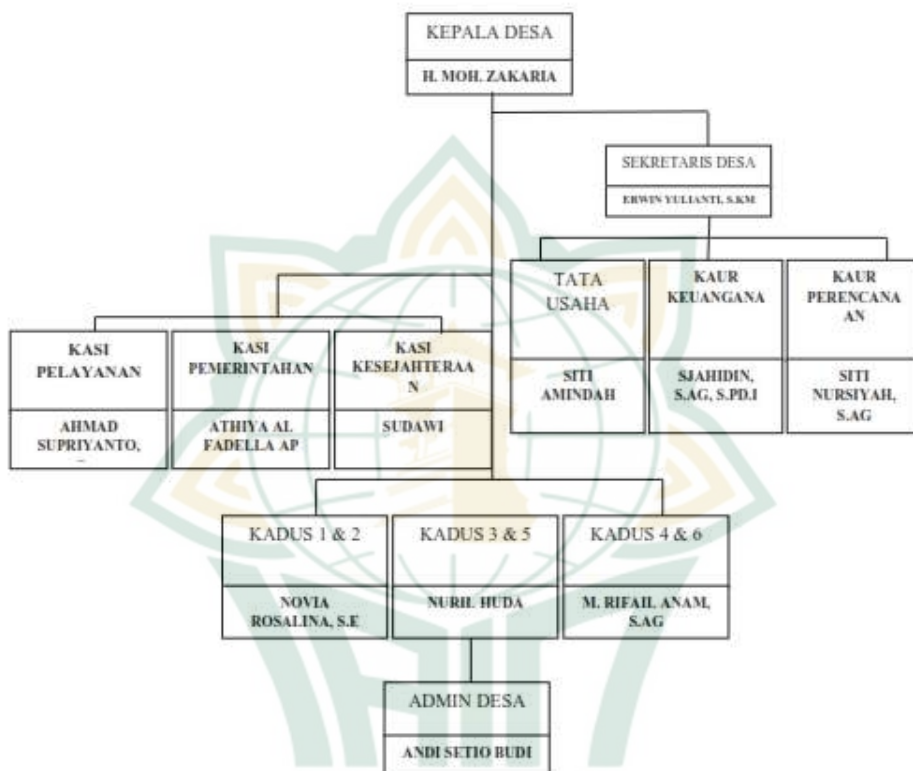 KEPALA DESA
H. MOH. ZAKARIA
SEKRETARIS DESA
ERWIN YULIANTI, S.KM
TATA
USAHA
SITI
AMINDAH
KAUR
KEUANGANA
SJAHIDIN,
S.AG, S.PD.I
KAUR
PERENCANA
AN
SITI
NURSIYAH,
S.AG
KASI
PELAYANAN
AHMAD
SUPRIYANTO,
KASI
PEMERINTAHAN
ATHIYA AL
FADELLA AP
KASI
KESEJAHTERAA
N
SUDAWI
KADUS 1 & 2
NOVIA
ROSALINA, S.E
KADUS 3 & 5
NURIL HUDA
KADUS 4 & 6
M. RIFAIL ANAM,
S.AG
ADMIN DESA
ANDI SETIO BUDI